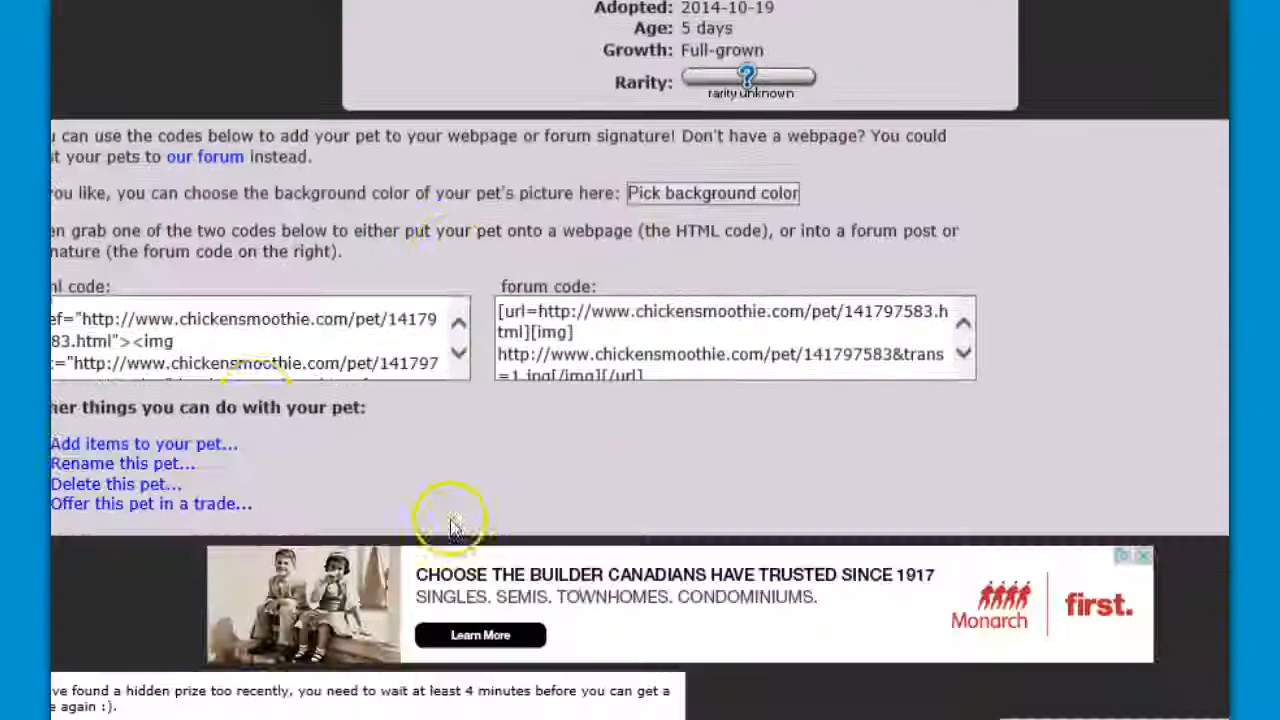 Adopted: 2014-10-19
Age: 5 days
Growth: Full-grown
Rarity:
rarity unknown
can use the codes below to add your pet to your webpage or forum signature! Don't have a webpage? You could
t your pets to our forum instead.
you like, you can choose the background color of your pet's picture here: Pick background color
en grab one of the two codes below to either put your pet onto a webpage (the HTML code), or into a forum post or
nature (the forum code on the right).
ml code:
forum code:
ef="http://www.chickensmoothie.com/pet/14179
83.html"><img
="http://www.chickensmoothie.com/pet/141797
[url=http://www.chickensmoothie.com/pet/141797583.h
tml][img]
http://www.chickensmoothie.com/pet/141797583&trans
=1.jpg[/img][/url]
her things you can do with your pet:
Add items to your pet...
Rename this pet...
Delete this pet...
Offer this pet in a trade...
CHOOSE THE BUILDER CANADIANS HAVE TRUSTED SINCE 1917
SINGLES. SEMIS. TOWNHOMES. CONDOMINIUMS.
Learn More
Monarch
first.
ve found a hidden prize too recently, you need to wait at least 4 minutes before you can get a
e again :).